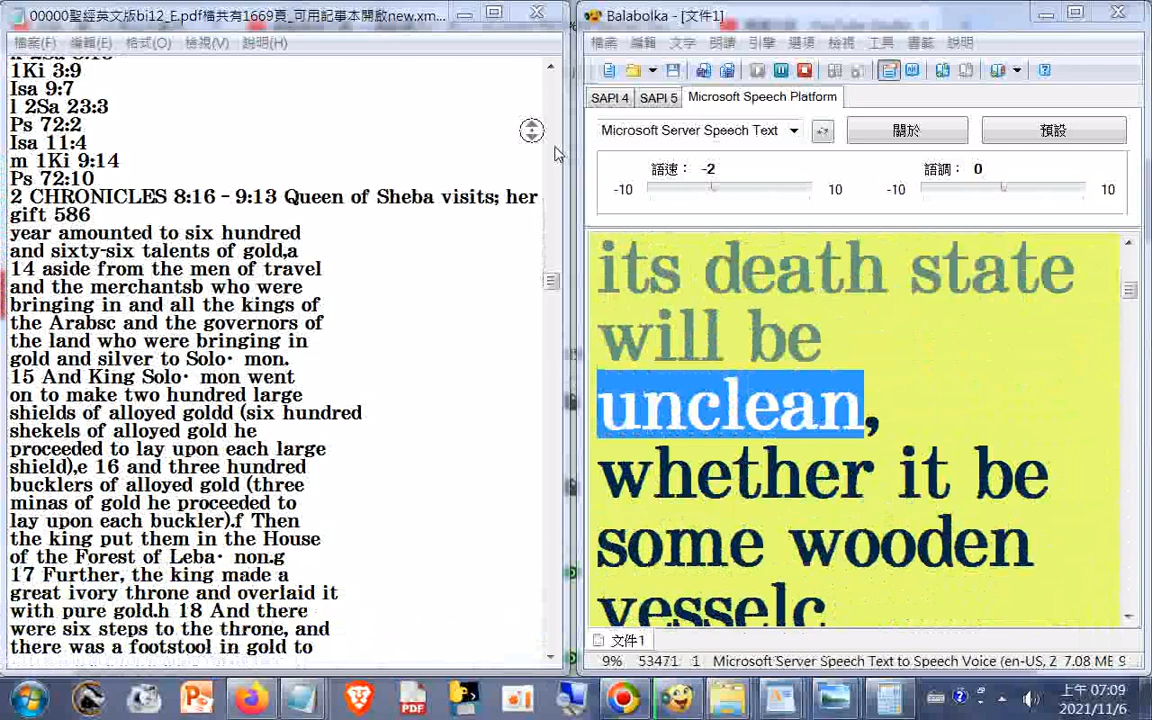 00000聖經英文版bi12_E.pdf檔共有1669頁_可用記事本開啟new.xm...
檔案(F) 編輯(E) 格式(O) 檢視(V) 說明(H)
1Ki 3:9
Isa 9:7
l 2Sa 23:3
Ps 72:2
Isa 11:4
m 1Ki 9:14
Ps 72:10
2 CHRONICLES 8:16 - 9:13 Queen of Sheba visits; her
gift 586
year amounted to six hundred
and sixty-six talents of gold,a
14 aside from the men of travel
and the merchantsb who were
bringing in and all the kings of
the Arabsc and the governors of
the land who were bringing in
gold and silver to Solo· mon.
15 And King Solo· mon went
on to make two hundred large
shields of alloyed goldd (six hundred
shekels of alloyed gold he
proceeded to lay upon each large
shield),e 16 and three hundred
bucklers of alloyed gold (three
minas of gold he proceeded to
lay upon each buckler).f Then
the king put them in the House
of the Forest of Leba· non.g
17 Further, the king made a
great ivory throne and overlaid it
with pure gold.h 18 And there
were six steps to the throne, and
there was a footstool in gold to
Balabolka - [文件1]
檔案 編輯 文字 朗讀 引擎 選項 檢視 工具 書籤 說明
SAPI 4 SAPI 5 Microsoft Speech Platform
Microsoft Server Speech Text 關於 預設
語速： -2 語調： 0
-10 10 -10 10
its death state
will be
unclean,
whether it be
some wooden
vesselc
文件1
9% 53471: 1 Microsoft Server Speech Text to Speech Voice (en-US, Z 7.08 MB 9
上午 07:09
2021/11/6